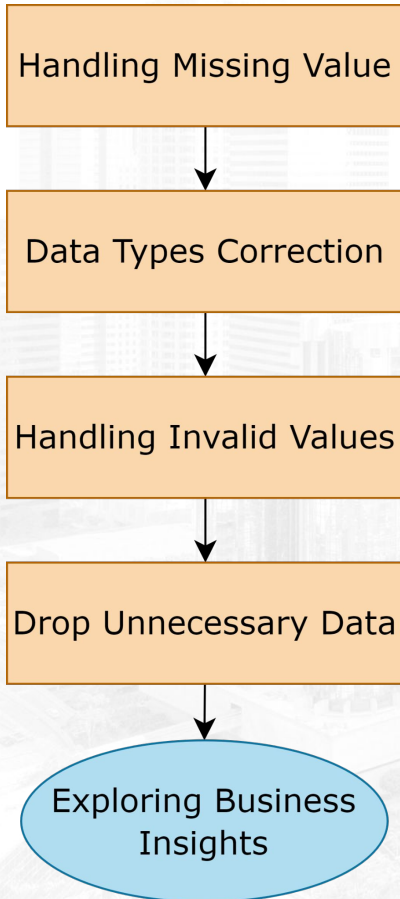 Handling Missing Value
Data Types Correction
Handling Invalid Values
Drop Unnecessary Data
Exploring Business
Insights